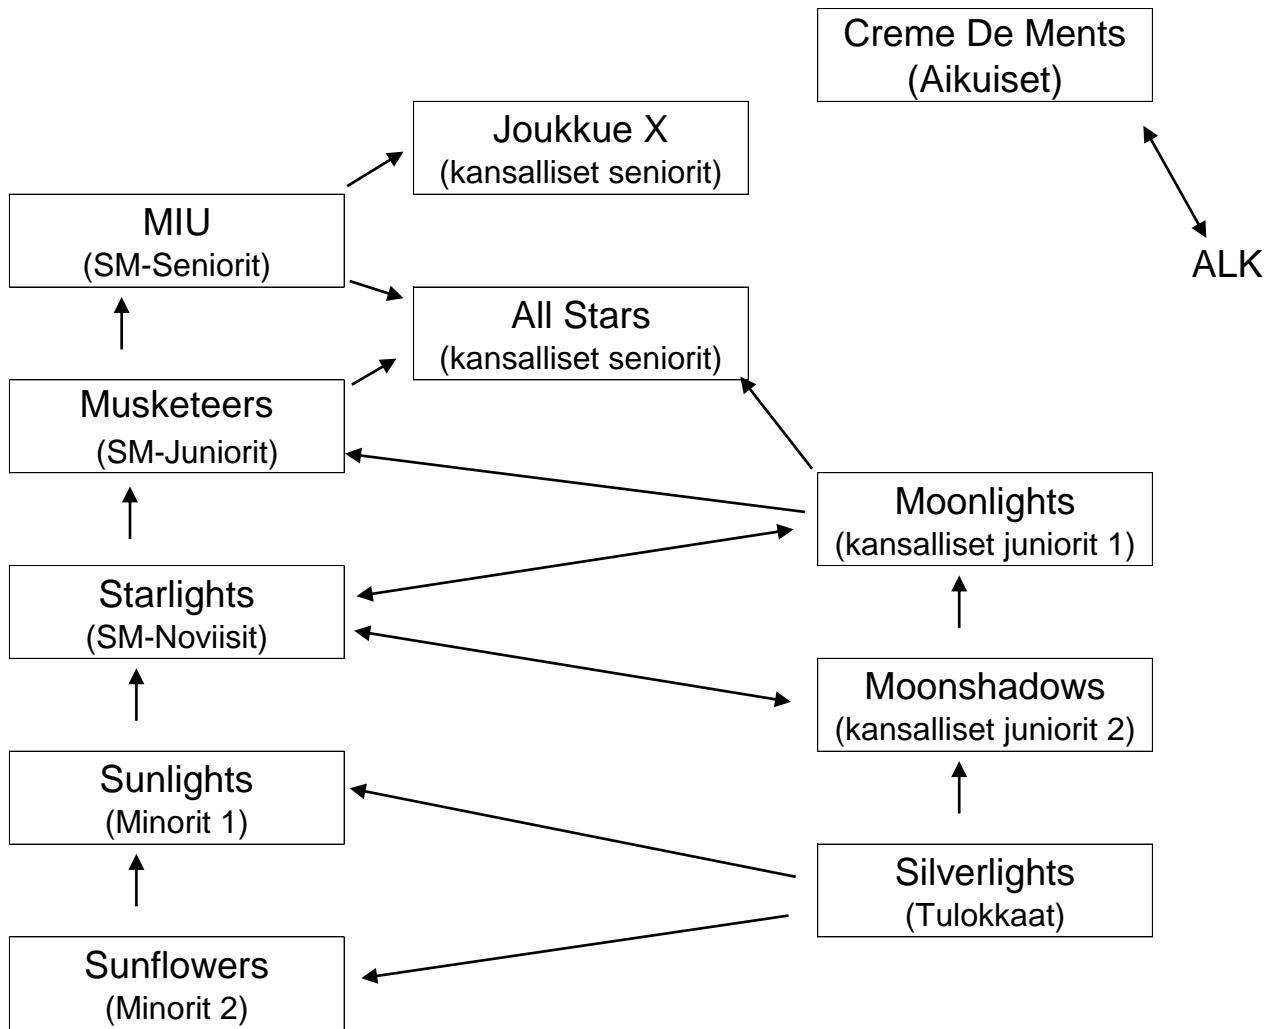 Creme De Ments
(Aikuiset)
Joukkue X
(kansalliset seniorit)
MIU
(SM-Seniorit)
ALK
All Stars
(kansalliset seniorit)
Musketeers
(SM-Juniorit)
Moonlights
(kansalliset juniorit 1)
Starlights
(SM-Noviisit)
Moonshadows
(kansalliset juniorit 2)
Sunlights
(Minorit 1)
Silverlights
(Tulokkaat)
Sunflowers
(Minorit 2)